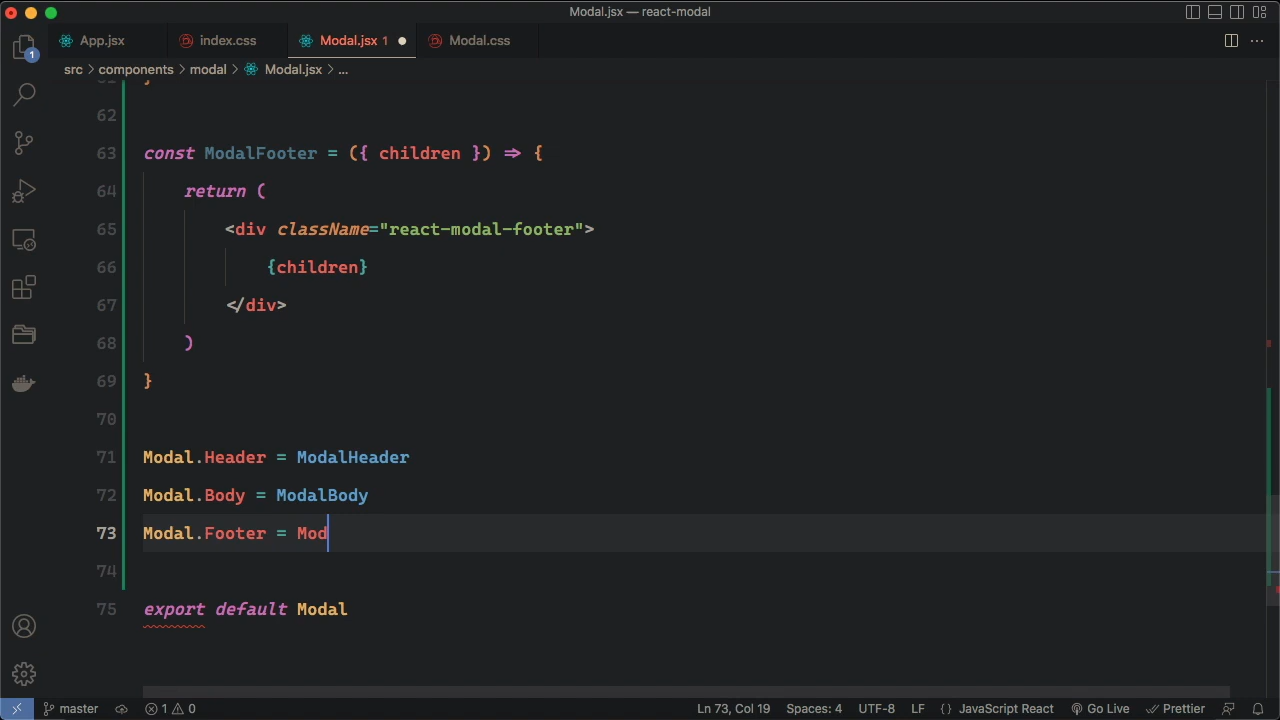 Modal.jsx — react-modal
App.jsx index.css Modal.jsx 1 Modal.css
src > components > modal > Modal.jsx > ...
62
63 const ModalFooter = ({ children }) => {
64 return (
65 <div className="react-modal-footer">
66 {children}
67 </div>
68 )
69 }
70
71 Modal.Header = ModalHeader
72 Modal.Body = ModalBody
73 Modal.Footer = Mod
74
75 export default Modal
1
master 1 0 Ln 73, Col 19 Spaces: 4 UTF-8 LF {} JavaScript React Go Live Prettier